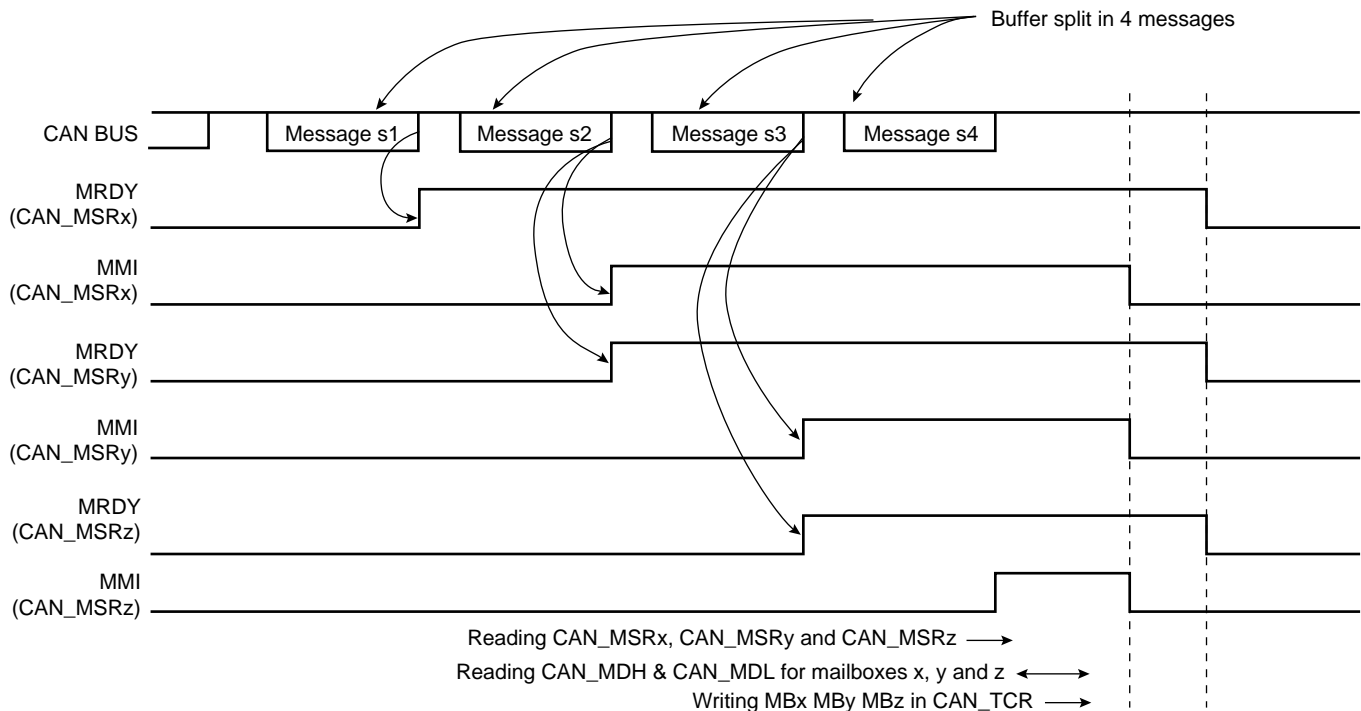 Buffer split in 4 messages
CAN BUS
Message s1
Message s2
Message s3
Message s4
MRDY
(CAN_MSRx)
MMI
(CAN_MSRx)
MRDY
(CAN_MSRy)
MMI
(CAN_MSRy)
MRDY
(CAN_MSRz)
MMI
(CAN_MSRz)
Reading CAN_MSRx, CAN_MSRy and CAN_MSRz
Reading CAN_MDH & CAN_MDL for mailboxes x, y and z
Writing MBx MBy MBz in CAN_TCR